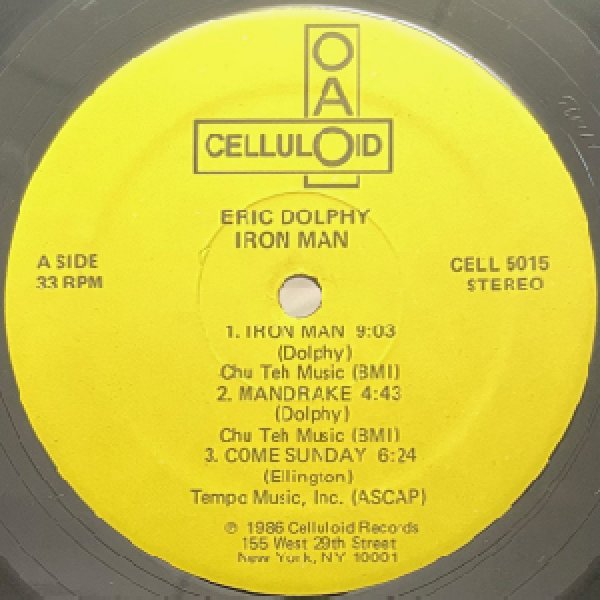 OAO
CELLULOID
ERIC DOLPHY
IRON MAN
A SIDE
33 RPM
CELL 5015
STEREO
1. IRON MAN 9:03
(Dolphy)
Chu Teh Music (BMI)
2. MANDRAKE 4:43
(Dolphy)
Chu Teh Music (BMI)
3. COME SUNDAY 6:24
(Ellington)
Tempo Music, Inc. (ASCAP)
℗ 1986 Celluloid Records
155 West 29th Street
New York, NY 10001